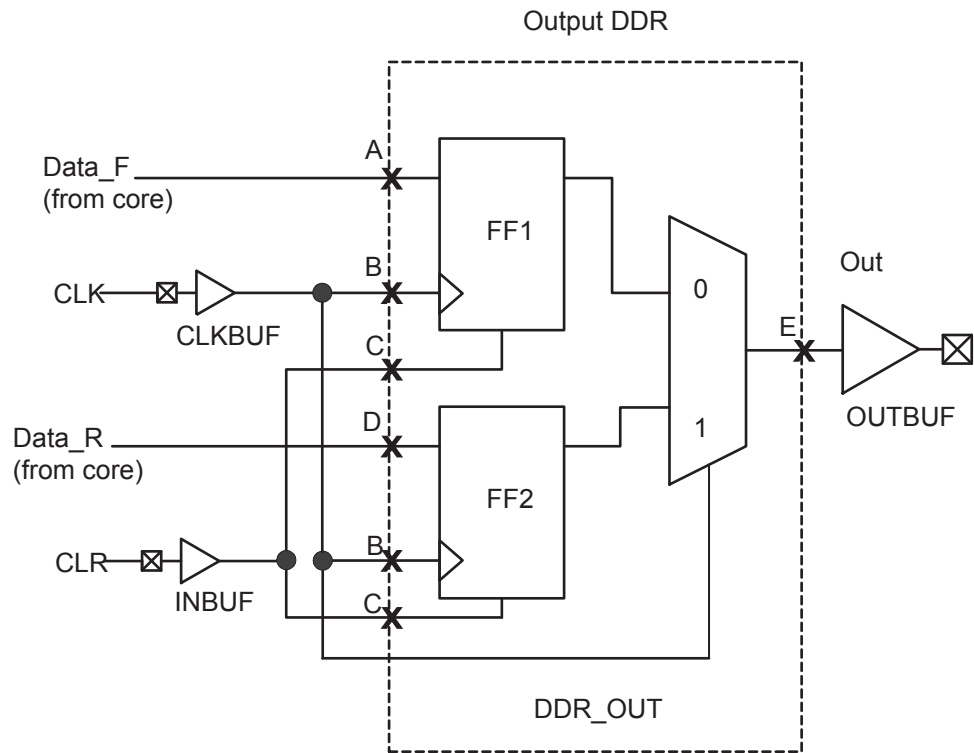 Output DDR
A
Data_F
(from core)
FF1
B
CLK
CLKBUF
C
0
Out
E
OUTBUF
D
Data_R
(from core)
1
FF2
B
CLR
INBUF
C
DDR_OUT